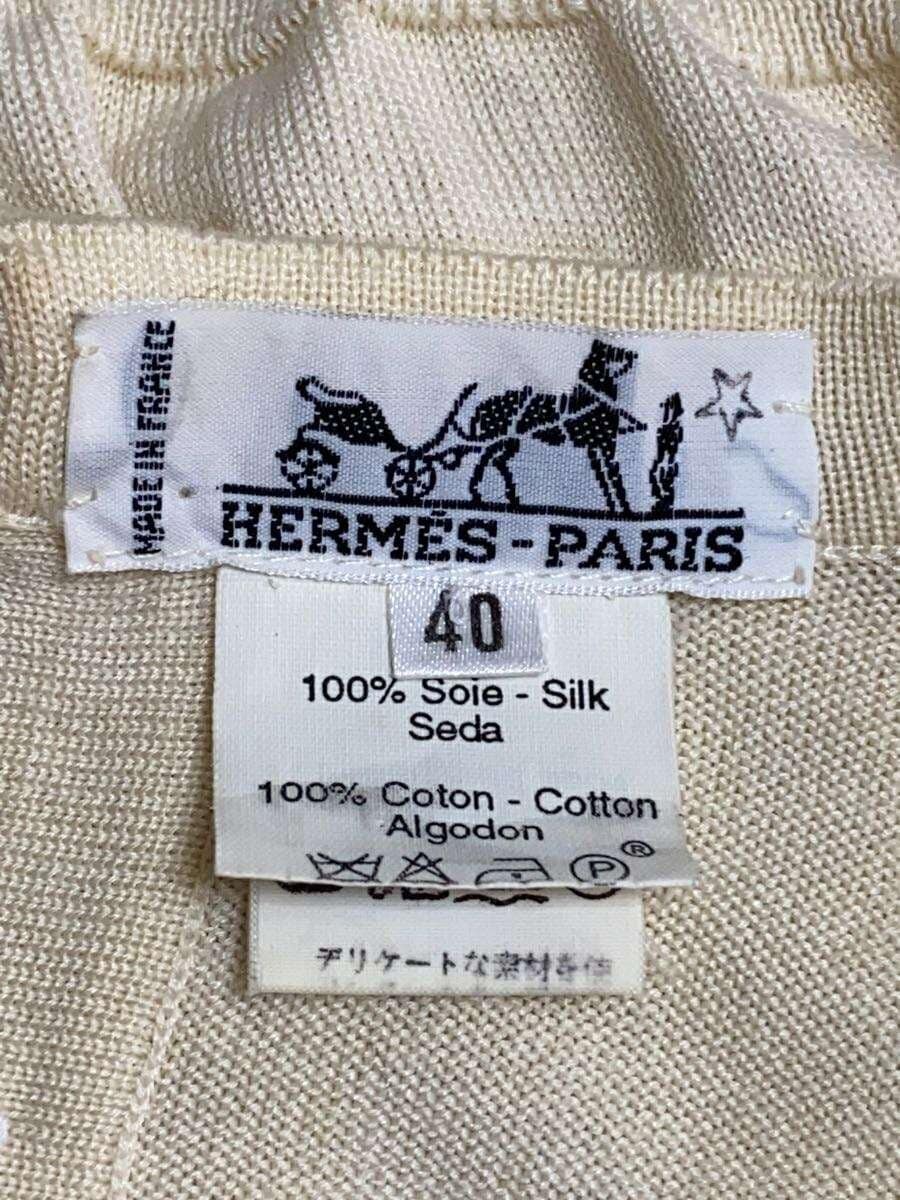 MADE IN FRANCE
HERMÈS-PARIS
40
100% Soie - Silk
Seda
100% Coton - Cotton
Algodon
P ®
デリケートな素材を使